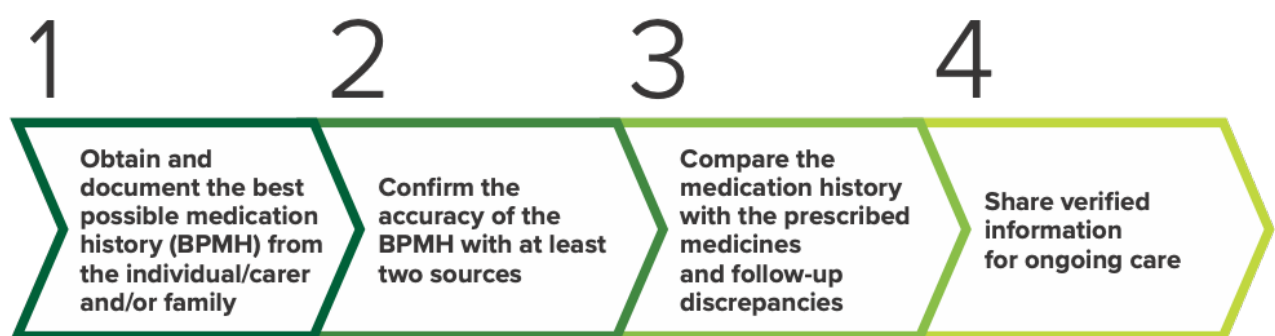 1
2
3
4
Obtain and
document the best
possible medication
history (BPMH) from
the individual/carer
and/or family
Confirm the
accuracy of the
BPMH with at least
two sources
Compare the
medication history
with the prescribed
medicines
and follow-up
discrepancies
Share verified
information
for ongoing care